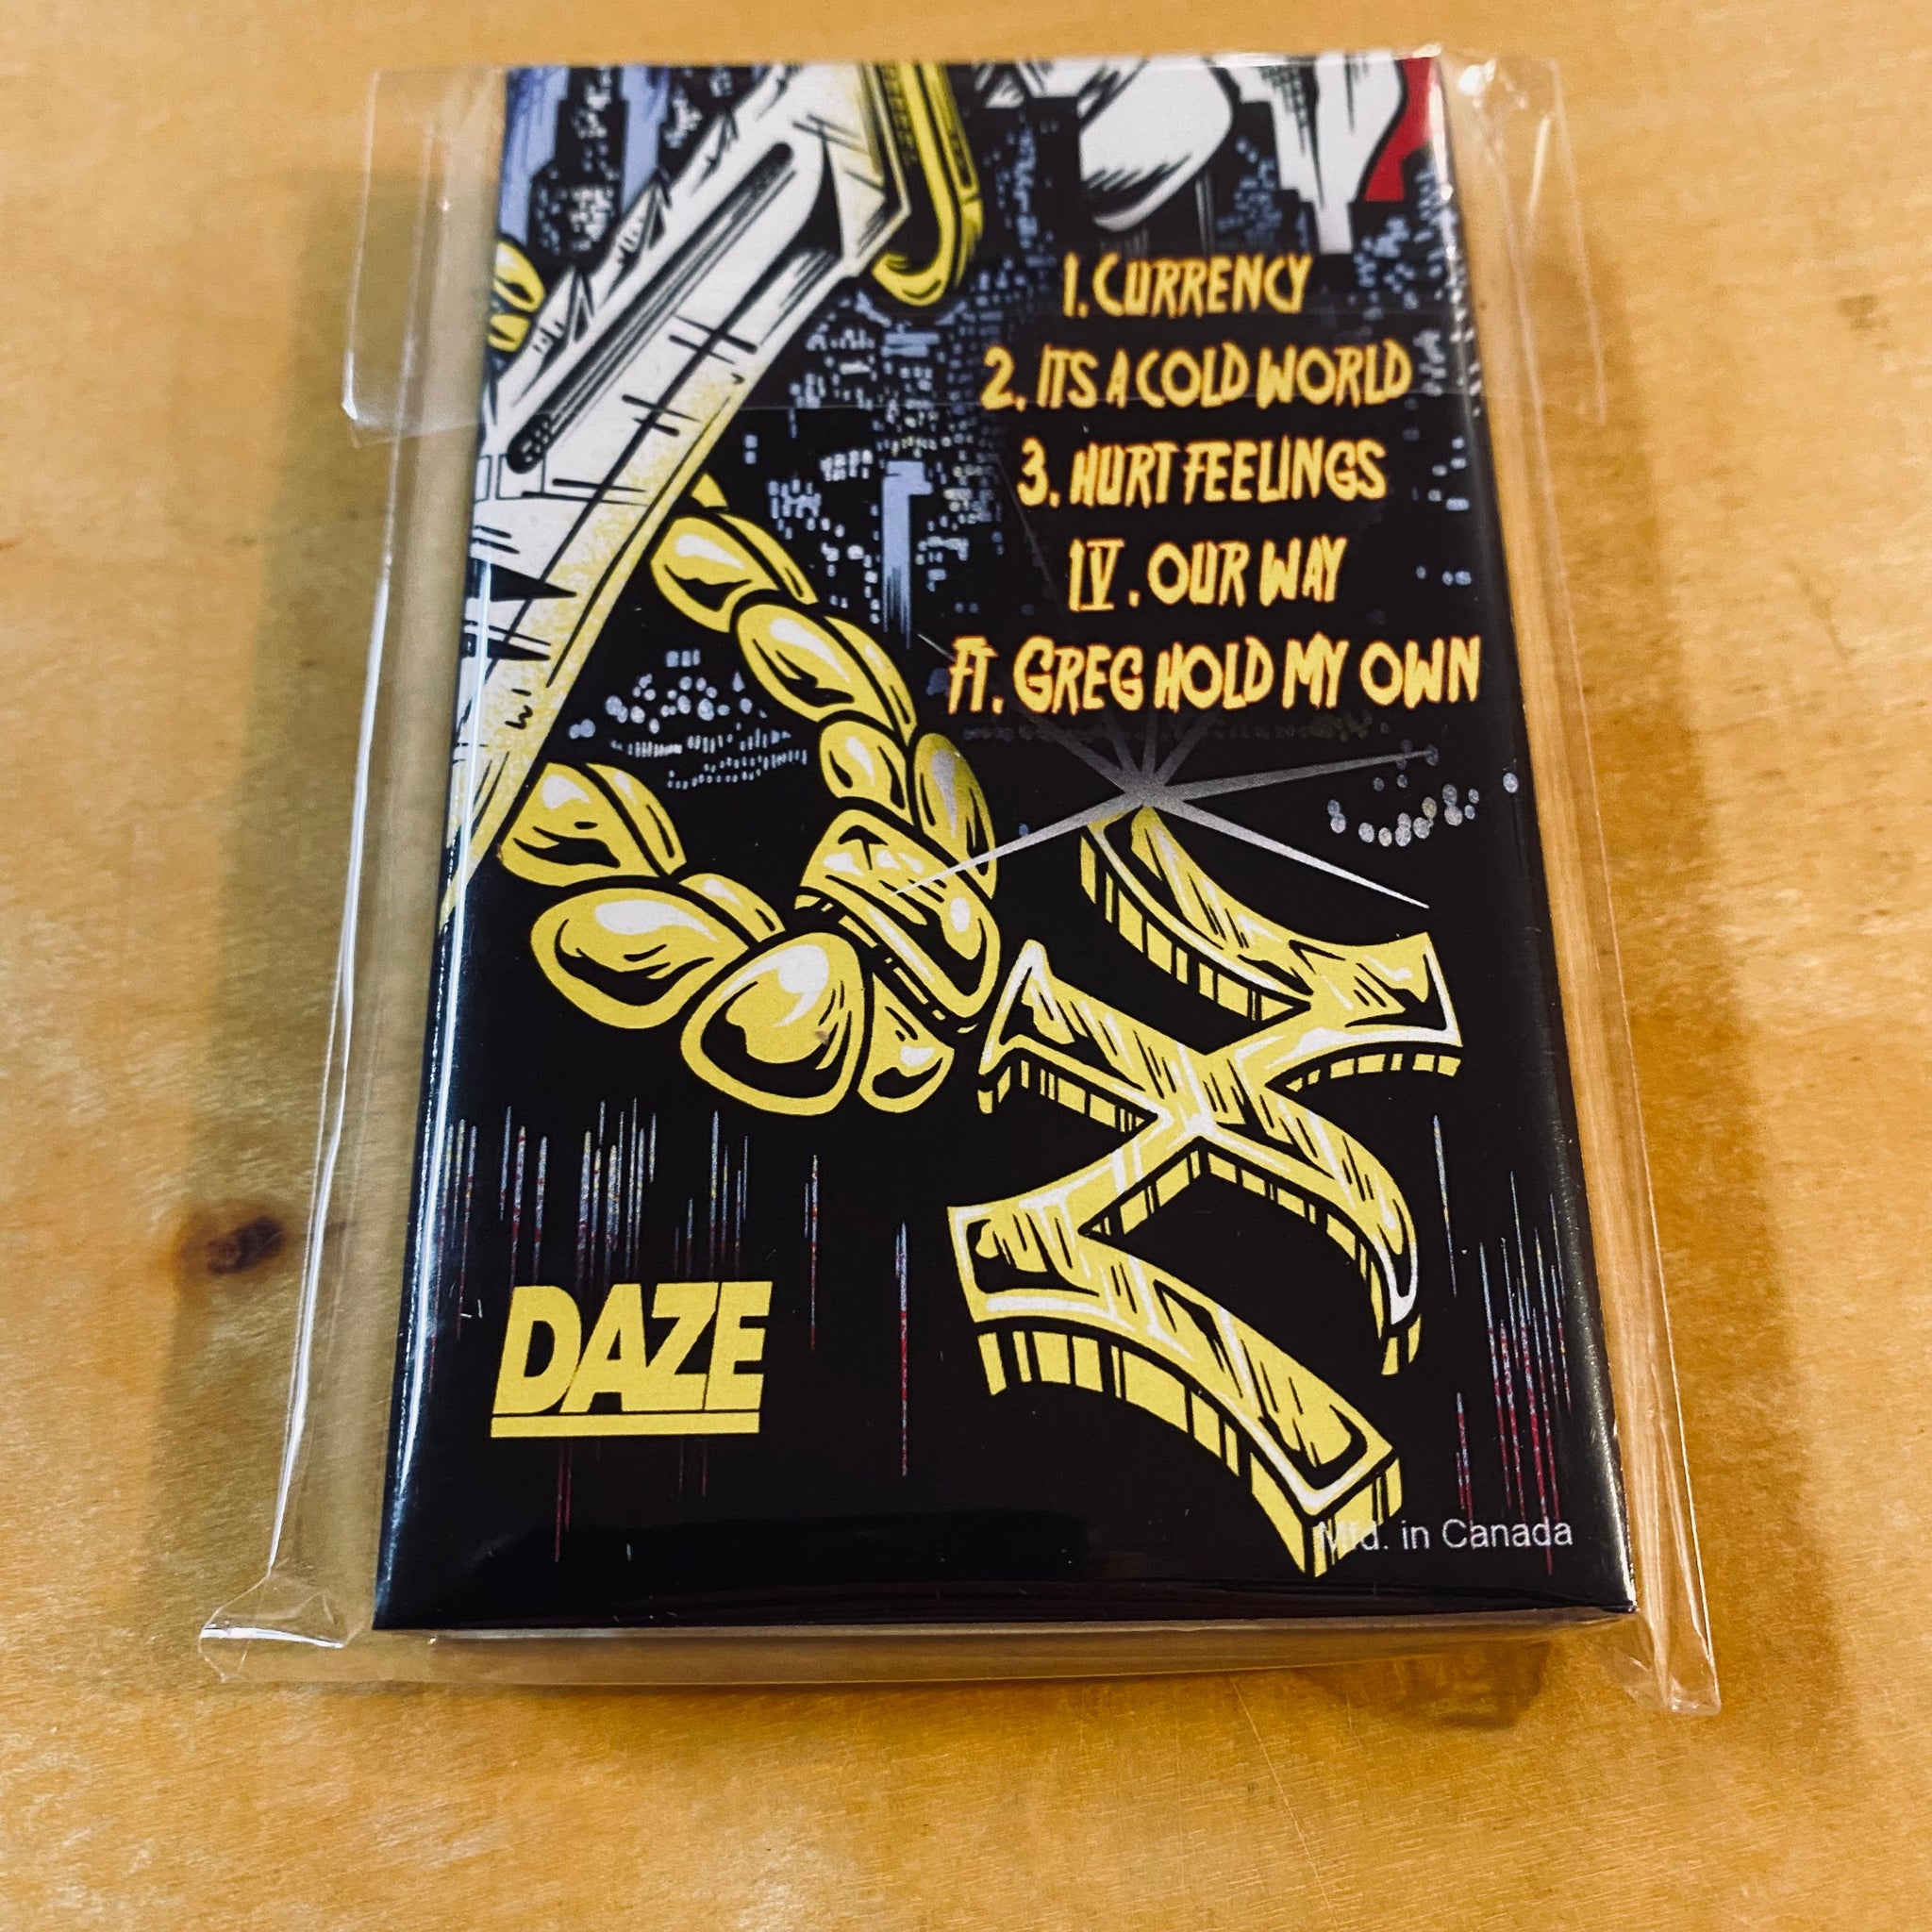 1. CURRENCY
2. ITS A COLD WORLD
3. HURT FEELINGS
IV. OUR WAY
FT. GREG HOLD MY OWN
DAZE
Mfd. in Canada